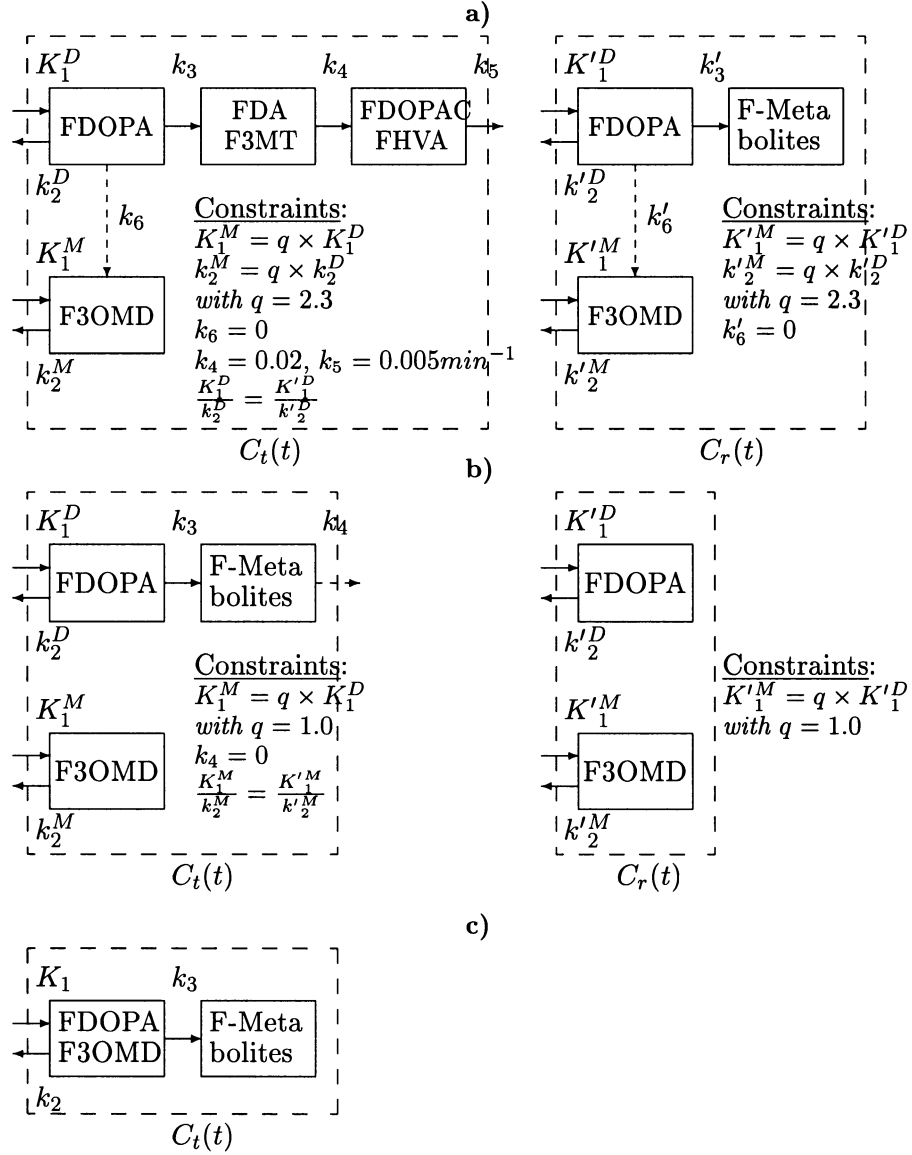 a)
K_1^D k_3 k_4 k_5
FDOPA
FDA
F3MT
FDOPAC
FHVA
k_2^D
k_6
K_1^M
F3OMD
k_2^M
Constraints:
K_1^M = q × K_1^D
k_2^M = q × k_2^D
with q = 2.3
k_6 = 0
k_4 = 0.02, k_5 = 0.005min^{-1}
K_1^D/k_2^D = K'_1^D/k'_2^D
C_t(t)
K'_1^D k'_3
FDOPA
F-Meta
bolites
k'_2^D
k'_6
K'_1^M
F3OMD
k'_2^M
Constraints:
K'_1^M = q × K'_1^D
k'_2^M = q × k'_2^D
with q = 2.3
k'_6 = 0
C_r(t)
b)
K_1^D k_3 k_4
FDOPA
F-Meta
bolites
k_2^D
K_1^M
F3OMD
k_2^M
Constraints:
K_1^M = q × K_1^D
with q = 1.0
k_4 = 0
K_1^M/k_2^M = K'_1^M/k'_2^M
C_t(t)
K'_1^D
FDOPA
k'_2^D
K'_1^M
F3OMD
k'_2^M
Constraints:
K'_1^M = q × K'_1^D
with q = 1.0
C_r(t)
c)
K_1 k_3
FDOPA
F3OMD
F-Meta
bolites
k_2
C_t(t)